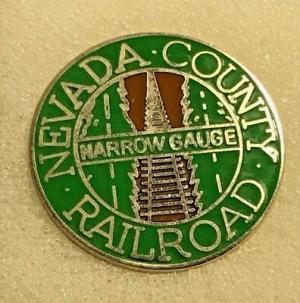 NEVADA · COUNTY ·
RAILROAD ·
NARROW GAUGE